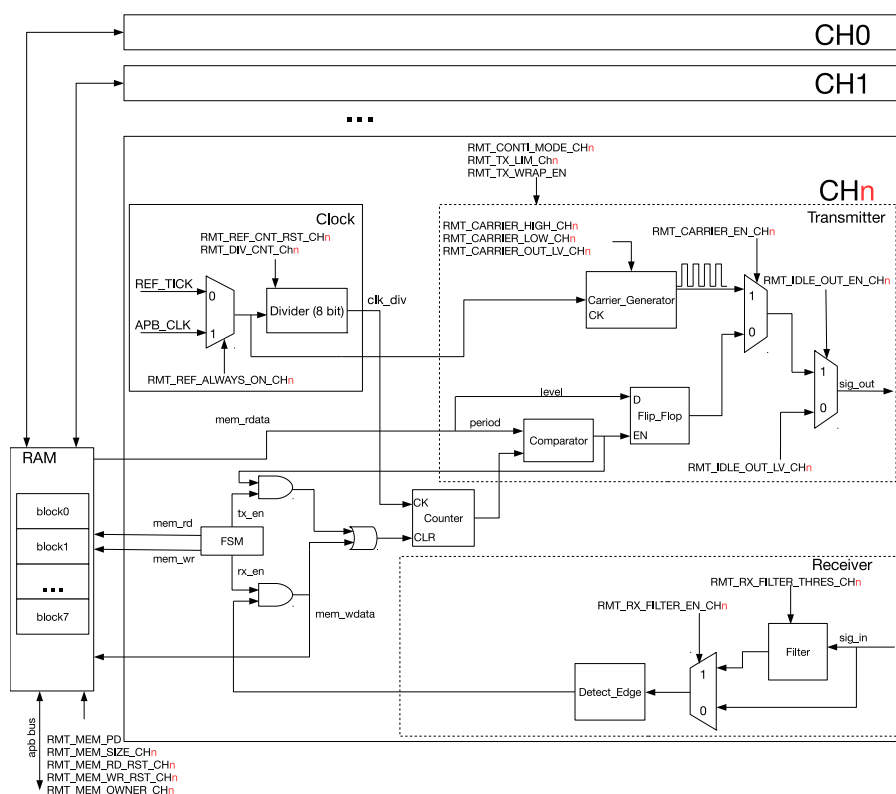 CH0
CH1
...
RMT_CONTI_MODE_CHn
RMT_TX_LIM_Chn
RMT_TX_WRAP_EN
CHn
Clock
Transmitter
RMT_REF_CNT_RST_CHn
RMT_DIV_CNT_Chn
RMT_CARRIER_HIGH_CHn
RMT_CARRIER_LOW_CHn
RMT_CARRIER_OUT_LV_CHn
RMT_CARRIER_EN_CHn
RMT_IDLE_OUT_EN_CHn
REF_TICK
0
APB_CLK
1
Divider (8 bit)
clk_div
Carrier_Generator
CK
1
0
RMT_REF_ALWAYS_ON_CHn
1
0
sig_out
level
mem_rdata
period
D
Flip_Flop
EN
Comparator
RMT_IDLE_OUT_LV_CHn
RAM
block0
block1
...
block7
mem_rd
mem_wr
tx_en
FSM
rx_en
CK
Counter
CLR
mem_wdata
Receiver
RMT_RX_FILTER_THRES_CHn
RMT_RX_FILTER_EN_CHn
sig_in
Filter
1
0
Detect_Edge
apb bus
RMT_MEM_PD
RMT_MEM_SIZE_CHn
RMT_MEM_RD_RST_CHn
RMT_MEM_WR_RST_CHn
RMT_MEM_OWNER_CHn